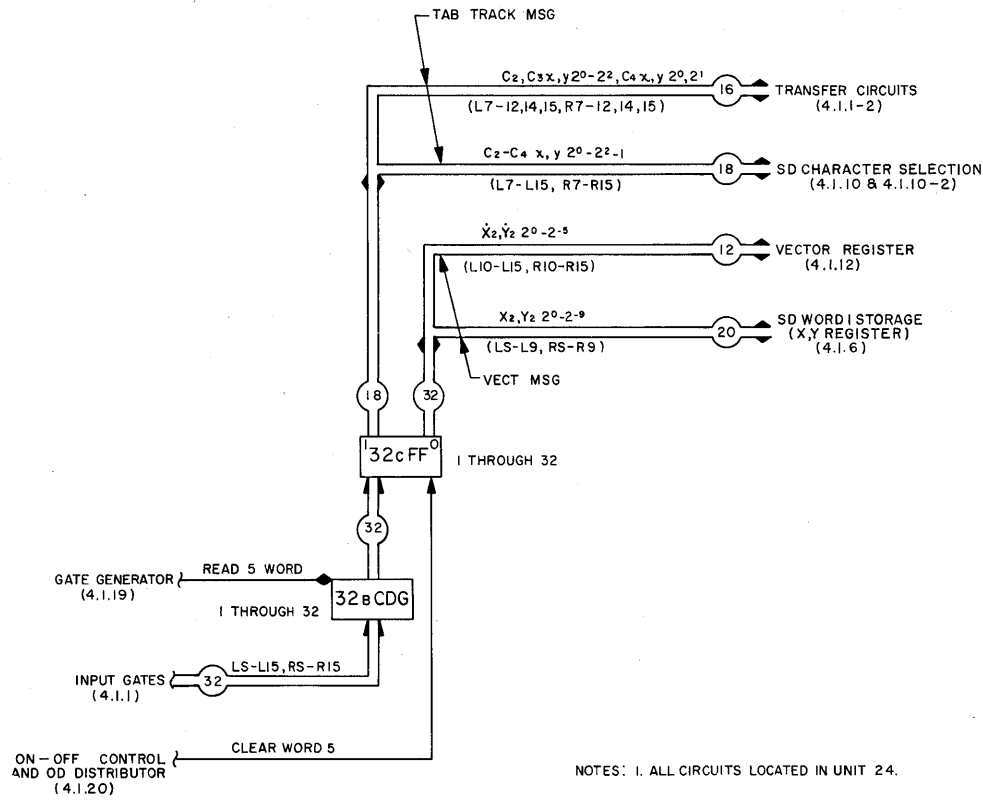 TAB TRACK MSG
C2, C3 x, y 2⁰-2², C4 x, y 2⁰, 2¹
16
TRANSFER CIRCUITS
(4.1.1-2)
(L7-12,14,15, R7-12,14,15)
C2-C4 x, y 2⁰-2²-1
18
SD CHARACTER SELECTION
(4.1.10 & 4.1.10-2)
(L7-L15, R7-R15)
Ẋ2, Ẏ2 2⁰-2⁻⁵
12
VECTOR REGISTER
(4.1.12)
(L10-L15, R10-R15)
X2, Y2 2⁰-2⁻⁹
20
SD WORD I STORAGE
(X,Y REGISTER)
(4.1.6)
(LS-L9, RS-R9)
VECT MSG
18
32
1 0
32C FF
I THROUGH 32
32
READ 5 WORD
GATE GENERATOR
(4.1.19)
32B CDG
I THROUGH 32
LS-L15, RS-R15
INPUT GATES
(4.1.1)
32
CLEAR WORD 5
ON-OFF CONTROL
AND OD DISTRIBUTOR
(4.1.20)
NOTES: I. ALL CIRCUITS LOCATED IN UNIT 24.